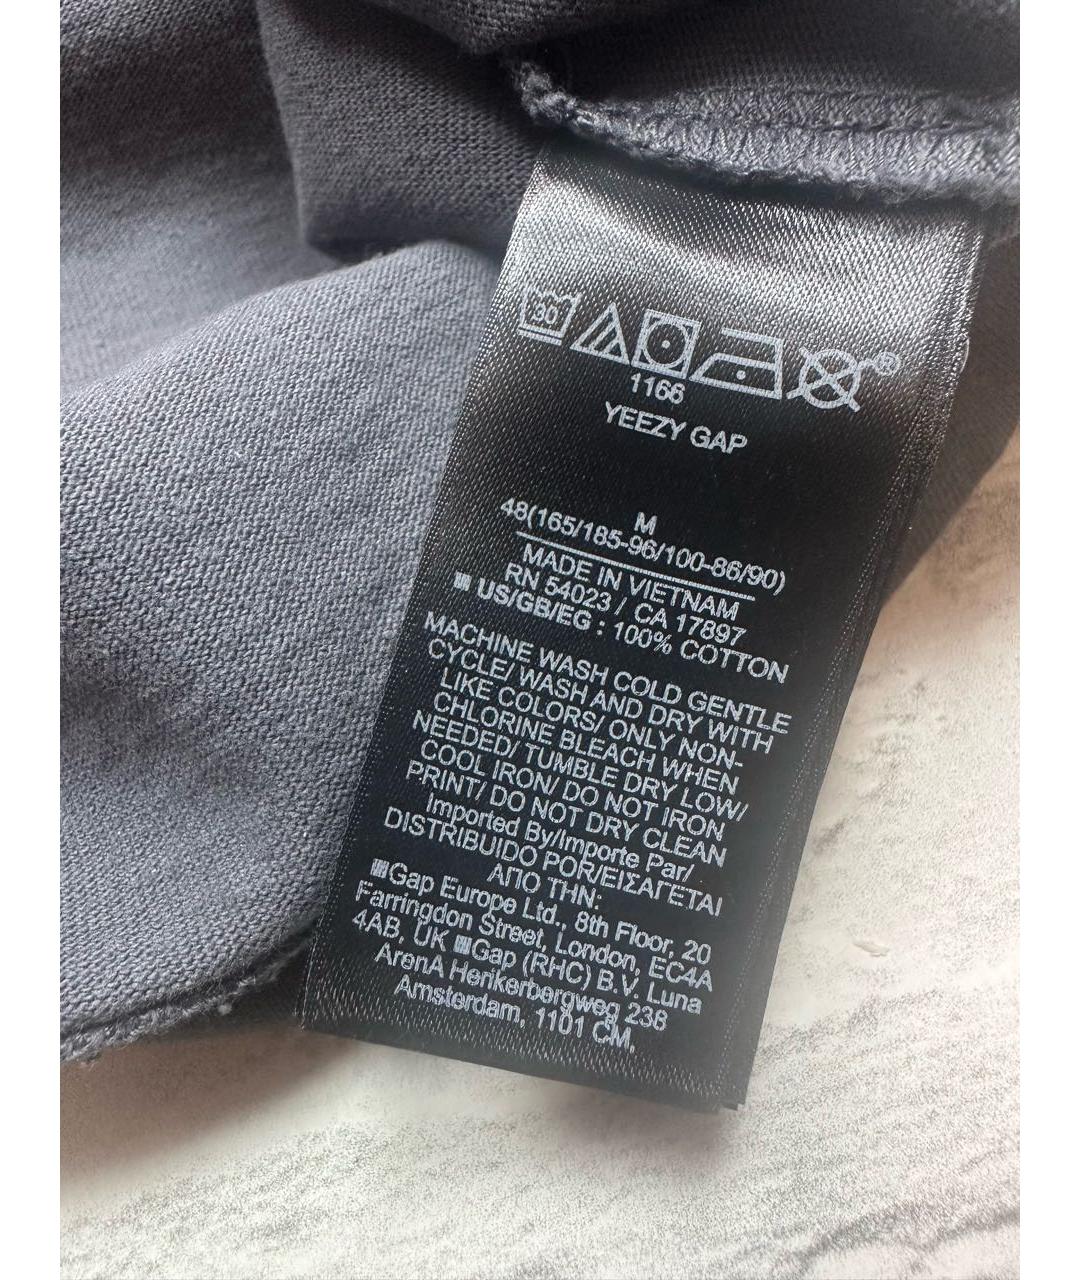 30
1166
YEEZY GAP
M
48(165/185-96/100-86/90)
MADE IN VIETNAM
RN 54023 / CA 17897
US/GB/EG : 100% COTTON
MACHINE WASH COLD GENTLE
CYCLE/ WASH AND DRY WITH
LIKE COLORS/ ONLY NON-
CHLORINE BLEACH WHEN
NEEDED/ TUMBLE DRY LOW/
COOL IRON/ DO NOT IRON
PRINT/ DO NOT DRY CLEAN
Imported By/Importe Par/
DISTRIBUIDO POR/ΕΙΣΑΓΕΤΑΙ
ΑΠΟ ΤΗΝ:
Gap Europe Ltd., 8th Floor, 20
Farringdon Street, London, EC4A
4AB, UK Gap (RHC) B.V. Luna
ArenA Herikerbergweg 238
Amsterdam, 1101 CM,